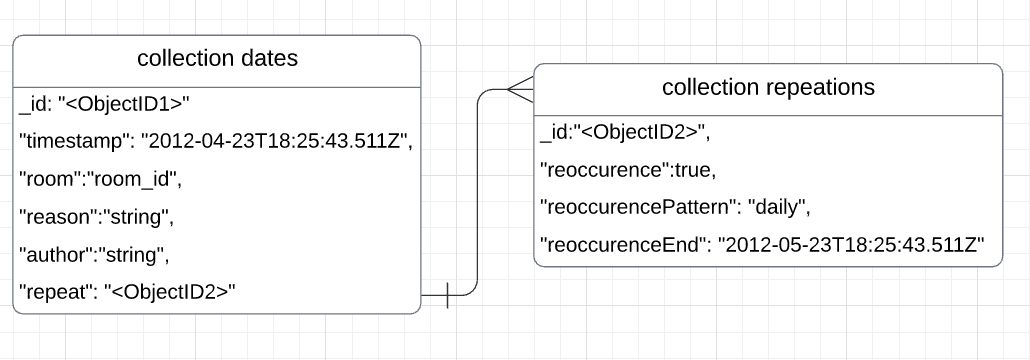 collection dates
_id: "<ObjectID1>"
"timestamp": "2012-04-23T18:25:43.511Z",
"room":"room_id",
"reason":"string",
"author":"string",
"repeat": "<ObjectID2>"
collection repeations
_id:"<ObjectID2>",
"reoccurence":true,
"reoccurencePattern": "daily",
"reoccurenceEnd": "2012-05-23T18:25:43.511Z"